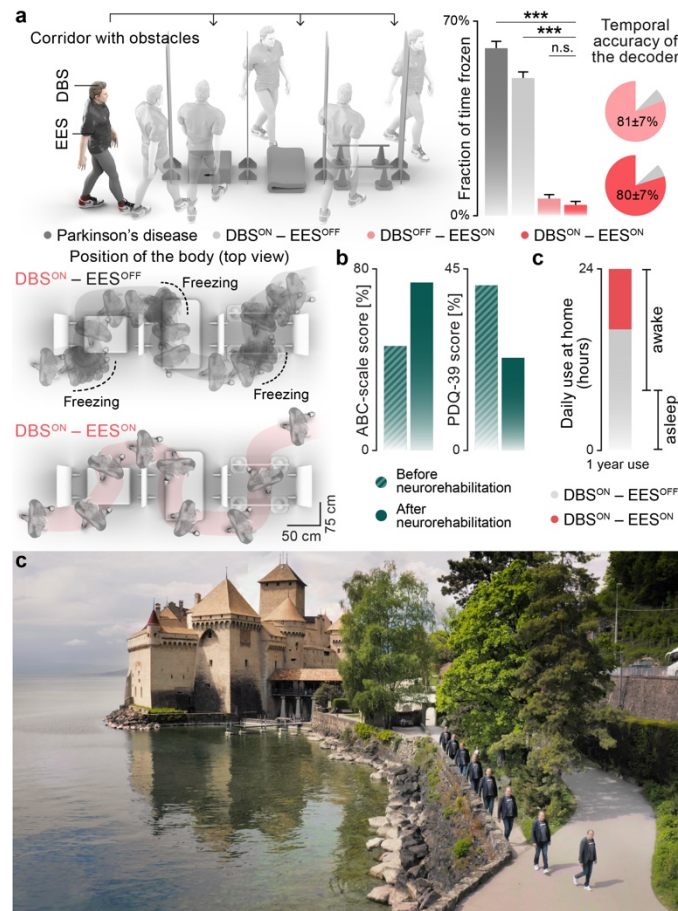 a
Corridor with obstacles
DBS
EES
70%
Fraction of time frozen
0%
***
***
n.s.
Temporal
accuracy of
the decoder
81±7%
80±7%
Parkinson's disease
DBSᴼᴺ – EESᴼᶠᶠ
DBSᴼᶠᶠ – EESᴼᴺ
DBSᴼᴺ – EESᴼᴺ
Position of the body (top view)
DBSᴼᴺ – EESᴼᶠᶠ
Freezing
Freezing
Freezing
DBSᴼᴺ – EESᴼᴺ
50 cm
75 cm
b
80
ABC-scale score [%]
0
45
PDQ-39 score [%]
0
Before
neurorehabilitation
After
neurorehabilitation
c
24
Daily use at home
(hours)
0
awake
asleep
1 year use
DBSᴼᴺ – EESᴼᶠᶠ
DBSᴼᴺ – EESᴼᴺ
c